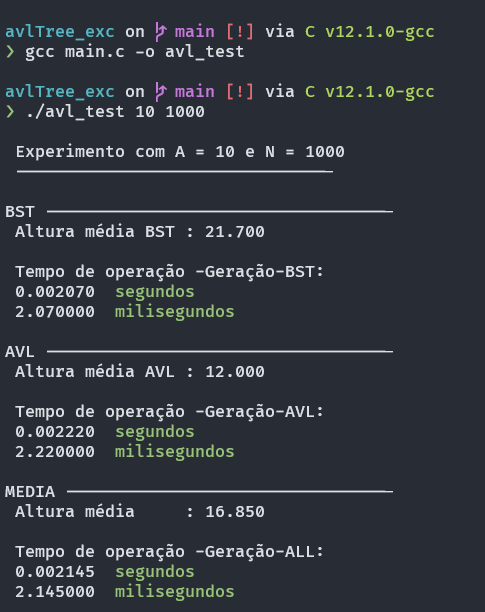 avlTree_exc on main [!] via C v12.1.0-gcc
❯ gcc main.c -o avl_test
avlTree_exc on main [!] via C v12.1.0-gcc
❯ ./avl_test 10 1000
Experimento com A = 10 e N = 1000
BST
Altura média BST : 21.700
Tempo de operação -Geração-BST:
0.002070 segundos
2.070000 milisegundos
AVL
Altura média AVL : 12.000
Tempo de operação -Geração-AVL:
0.002220 segundos
2.220000 milisegundos
MEDIA
Altura média : 16.850
Tempo de operação -Geração-ALL:
0.002145 segundos
2.145000 milisegundos